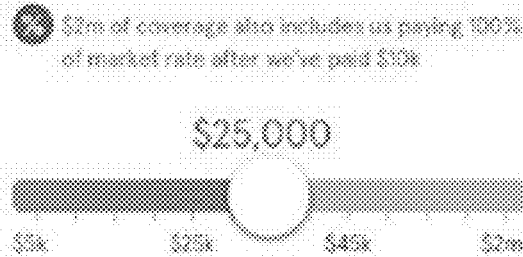 $2m of coverage also includes us paying 100%
of market rate after we've paid $10k
$25,000
$5k $25k $45k $2m